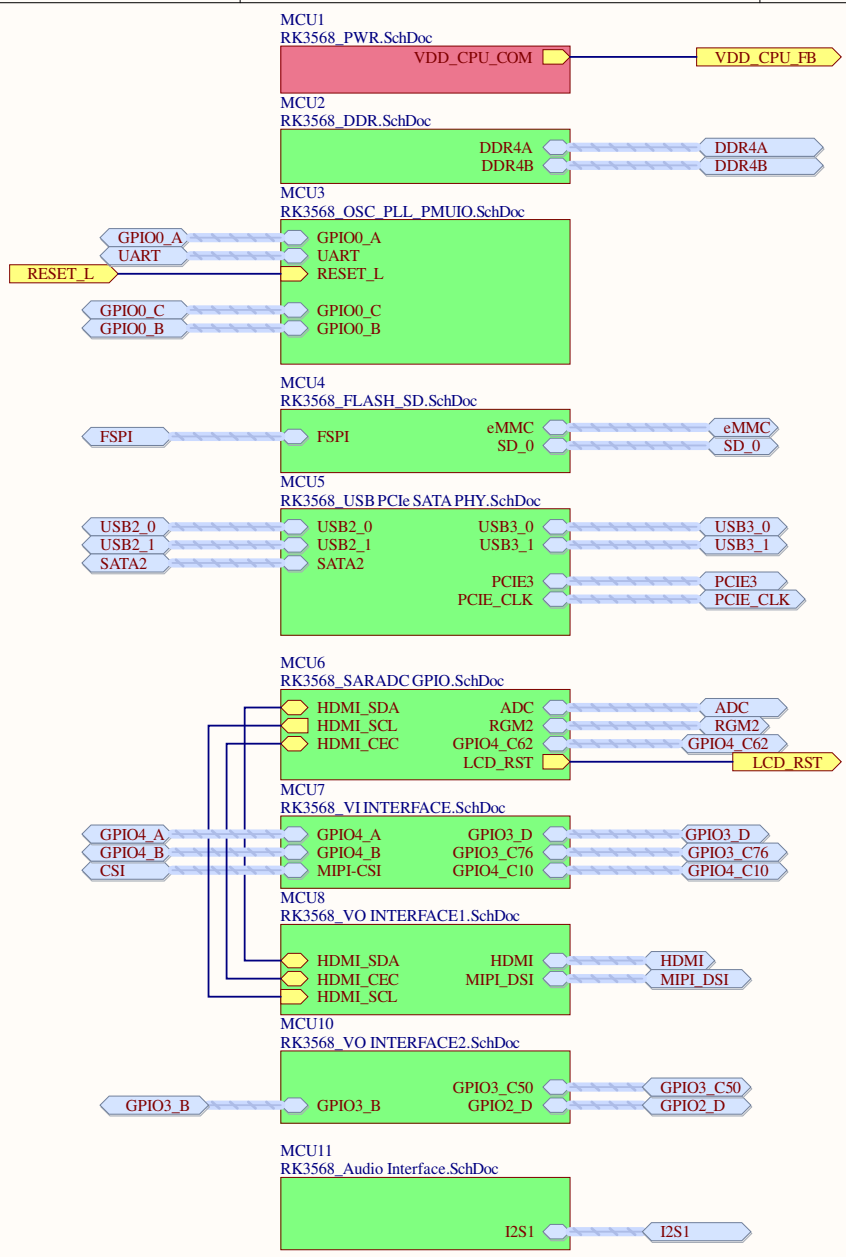 MCU1
RK3568_PWR.SchDoc
VDD_CPU_COM VDD_CPU_FB
MCU2
RK3568_DDR.SchDoc
DDR4A DDR4A
DDR4B DDR4B
MCU3
RK3568_OSC_PLL_PMUIO.SchDoc
GPIO0_A GPIO0_A
UART UART
RESET_L RESET_L
GPIO0_C GPIO0_C
GPIO0_B GPIO0_B
MCU4
RK3568_FLASH_SD.SchDoc
eMMC eMMC
FSPI FSPI
SD_0 SD_0
MCU5
RK3568_USB PCIe SATA PHY.SchDoc
USB2_0 USB2_0 USB3_0 USB3_0
USB2_1 USB2_1 USB3_1 USB3_1
SATA2 SATA2
PCIE3 PCIE3
PCIE_CLK PCIE_CLK
MCU6
RK3568_SARADC GPIO.SchDoc
HDMI_SDA ADC ADC
HDMI_SCL RGM2 RGM2
HDMI_CEC GPIO4_C62 GPIO4_C62
LCD_RST LCD_RST
MCU7
RK3568_VI INTERFACE.SchDoc
GPIO4_A GPIO4_A GPIO3_D GPIO3_D
GPIO4_B GPIO4_B GPIO3_C76 GPIO3_C76
CSI MIPI-CSI GPIO4_C10 GPIO4_C10
MCU8
RK3568_VO INTERFACE1.SchDoc
HDMI_SDA HDMI HDMI
HDMI_CEC MIPI_DSI MIPI_DSI
HDMI_SCL
MCU10
RK3568_VO INTERFACE2.SchDoc
GPIO3_C50 GPIO3_C50
GPIO3_B GPIO3_B GPIO2_D GPIO2_D
MCU11
RK3568_Audio Interface.SchDoc
I2S1 I2S1